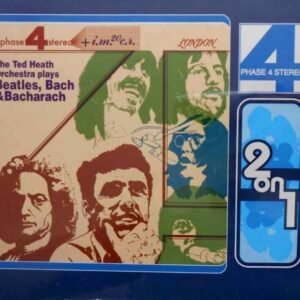 phase 4 stereo
+i.m.20 c.r.
LONDON
The Ted Heath
Orchestra plays
Beatles, Bach
&Bacharach
4
PHASE 4 STEREO
2
on
1